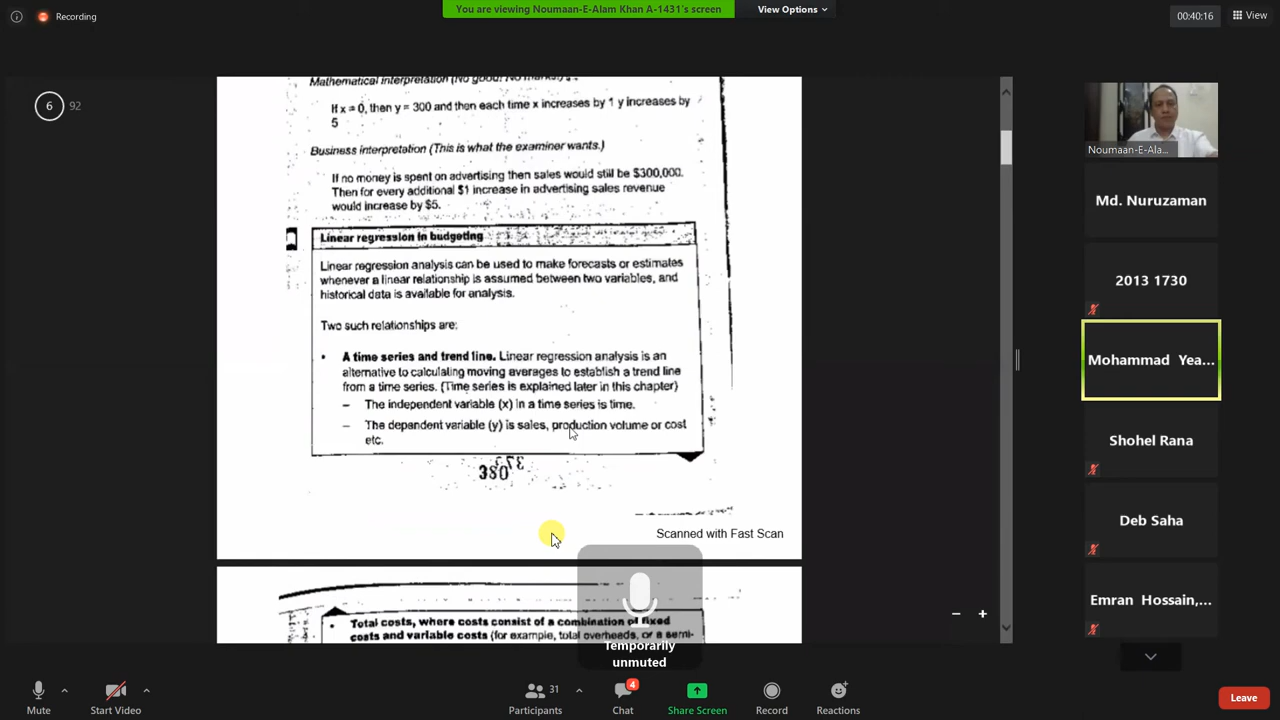 Recording
You are viewing Noumaan-E-Alam Khan A-1431's screen
View Options
00:40:16
View
6 92
Mathematical interpretation (No good! No marks!)
If x = 0, then y = 300 and then each time x increases by 1 y increases by
5
Business interpretation (This is what the examiner wants.)
If no money is spent on advertising then sales would still be $300,000.
Then for every additional $1 increase in advertising sales revenue
would increase by $5.
Linear regression in budgeting
Linear regression analysis can be used to make forecasts or estimates
whenever a linear relationship is assumed between two variables, and
historical data is available for analysis.
Two such relationships are:
• A time series and trend line. Linear regression analysis is an
alternative to calculating moving averages to establish a trend line
from a time series. (Time series is explained later in this chapter)
– The independent variable (x) in a time series is time.
– The dependent variable (y) is sales, production volume or cost
etc.
380
Scanned with Fast Scan
• Total costs, where costs consist of a combination of fixed
costs and variable costs (for example, total overheads, or a semi-
Temporarily
unmuted
Noumaan-E-Ala...
Md. Nuruzaman
2013 1730
Mohammad Yea...
Shohel Rana
Deb Saha
Emran Hossain,...
Mute
Start Video
31
Participants
4
Chat
Share Screen
Record
Reactions
Leave